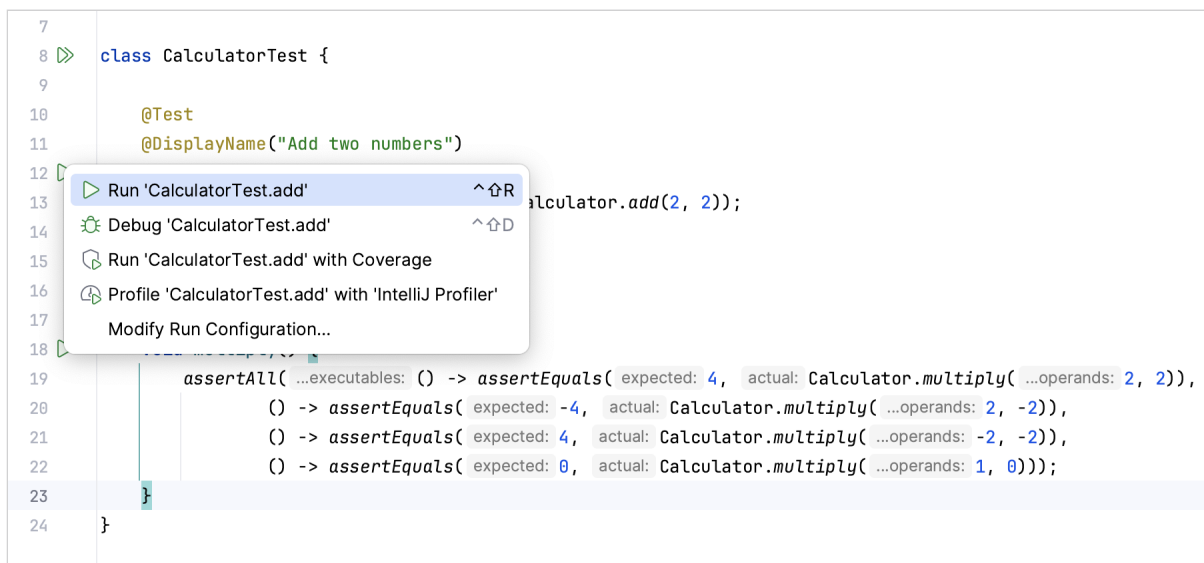 7
8 class CalculatorTest {
9
10 @Test
11 @DisplayName("Add two numbers")
12
Run 'CalculatorTest.add' ^⇧R
13 alculator.add(2, 2));
Debug 'CalculatorTest.add' ^⇧D
14
15 Run 'CalculatorTest.add' with Coverage
16 Profile 'CalculatorTest.add' with 'IntelliJ Profiler'
17 Modify Run Configuration...
18 void multiply() {
19 assertAll( ...executables: () -> assertEquals( expected: 4, actual: Calculator.multiply( ...operands: 2, 2)),
20 () -> assertEquals( expected: -4, actual: Calculator.multiply( ...operands: 2, -2)),
21 () -> assertEquals( expected: 4, actual: Calculator.multiply( ...operands: -2, -2)),
22 () -> assertEquals( expected: 0, actual: Calculator.multiply( ...operands: 1, 0)));
23 }
24 }